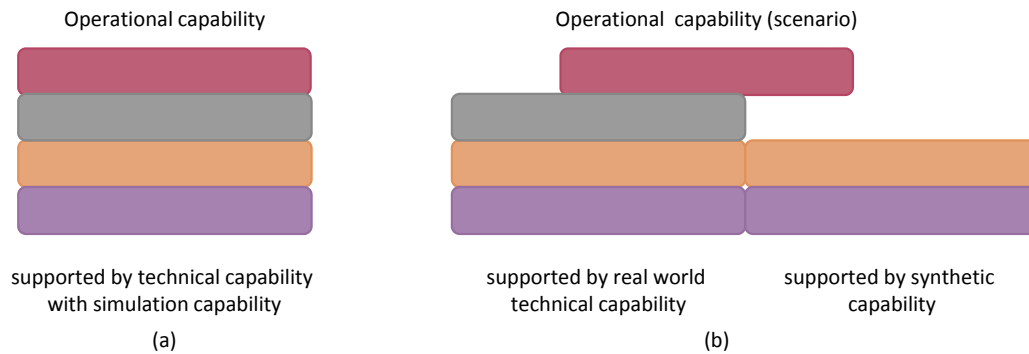 Operational capability
supported by technical capability
with simulation capability
(a)
Operational  capability (scenario)
supported by real world
technical capability
supported by synthetic
capability
(b)